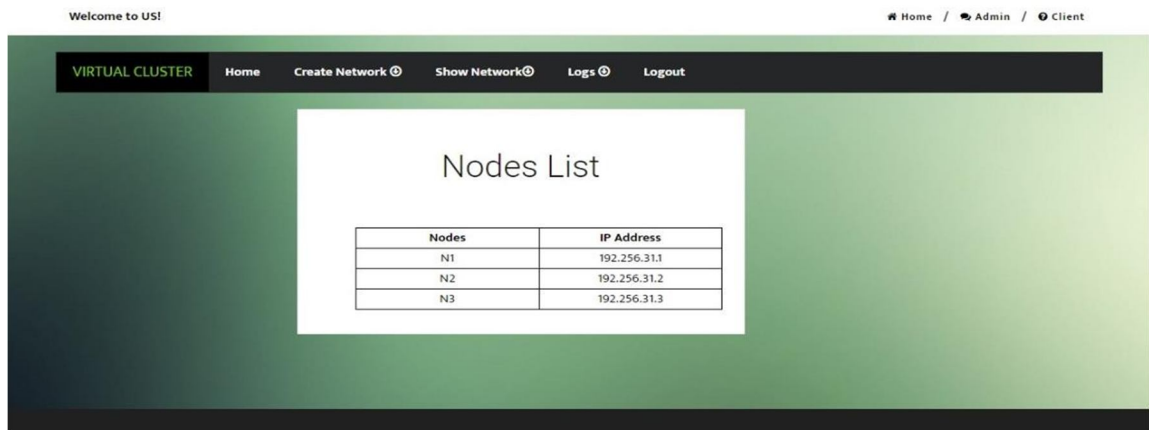 Welcome to US! Home / Admin / Client
VIRTUAL CLUSTER Home Create Network Show Network Logs Logout
Nodes List
Nodes IP Address
N1 192.256.31.1
N2 192.256.31.2
N3 192.256.31.3